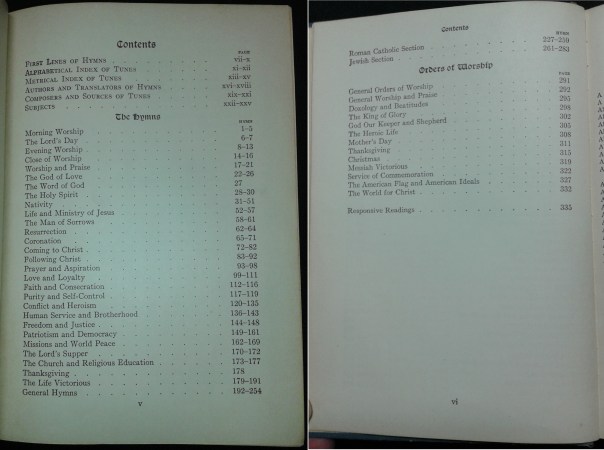 Contents
PAGE
First Lines of Hymns vii-x
Alphabetical Index of Tunes xi-xii
Metrical Index of Tunes xiii-xv
Authors and Translators of Hymns xvi-xviii
Composers and Sources of Tunes xix-xxi
Subjects xxii-xxv
The Hymns
HYMN
Morning Worship 1-5
The Lord's Day 6-7
Evening Worship 8-13
Close of Worship 14-16
Worship and Praise 17-21
The God of Love 22-26
The Word of God 27
The Holy Spirit 28-30
Nativity 31-51
Life and Ministry of Jesus 52-57
The Man of Sorrows 58-61
Resurrection 62-64
Coronation 65-71
Coming to Christ 72-82
Following Christ 83-92
Prayer and Aspiration 93-98
Love and Loyalty 99-111
Faith and Consecration 112-116
Purity and Self-Control 117-119
Conflict and Heroism 120-135
Human Service and Brotherhood 136-143
Freedom and Justice 144-148
Patriotism and Democracy 149-161
Missions and World Peace 162-169
The Lord's Supper 170-172
The Church and Religious Education 173-177
Thanksgiving 178
The Life Victorious 179-191
General Hymns 192-254
v
Contents
HYMN
Roman Catholic Section 227-259
Jewish Section 261-283
Orders of Worship
PAGE
General Orders of Worship 291
General Worship and Praise 292
Doxology and Beatitudes 295
The King of Glory 298
God Our Keeper and Shepherd 302
The Heroic Life 305
Mother's Day 308
Thanksgiving 311
Christmas 315
Messiah Victorious 319
Service of Commemoration 322
The American Flag and American Ideals 327
The World for Christ 332
Responsive Readings 335
vi